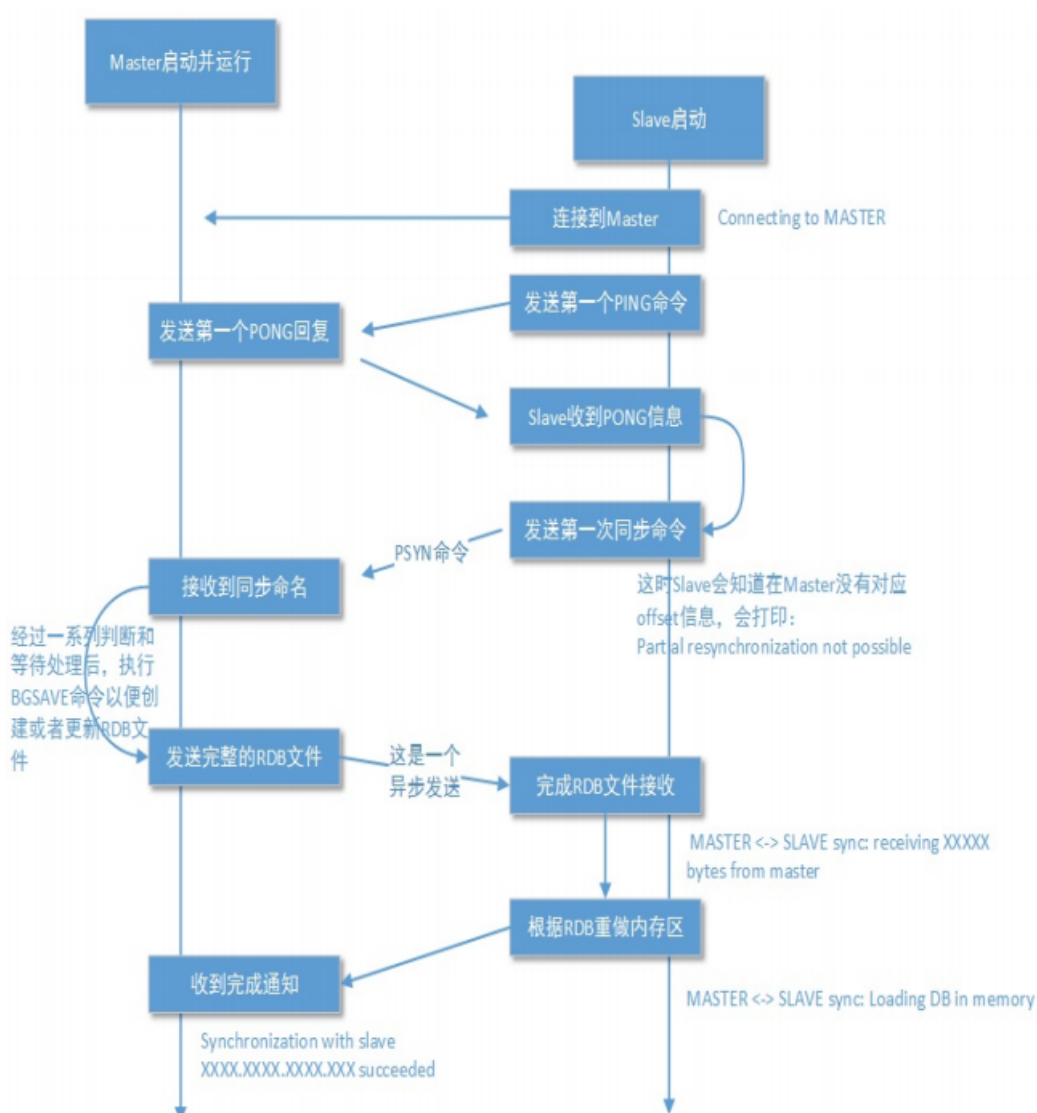 Master启动并运行
Slave启动
连接到Master
Connecting to MASTER
发送第一个PING命令
发送第一个PONG回复
Slave收到PONG信息
发送第一次同步命令
PSYN命令
接收到同步命名
这时Slave会知道在Master没有对应
offset信息，会打印：
Partial resynchronization not possible
经过一系列判断和
等待处理后，执行
BGSAVE命令以便创
建或者更新RDB文
件
发送完整的RDB文件
这是一个
异步发送
完成RDB文件接收
MASTER <-> SLAVE sync: receiving XXXXX
bytes from master
根据RDB重做内存区
收到完成通知
MASTER <-> SLAVE sync: Loading DB in memory
Synchronization with slave
XXXX.XXXX.XXXX.XXX succeeded